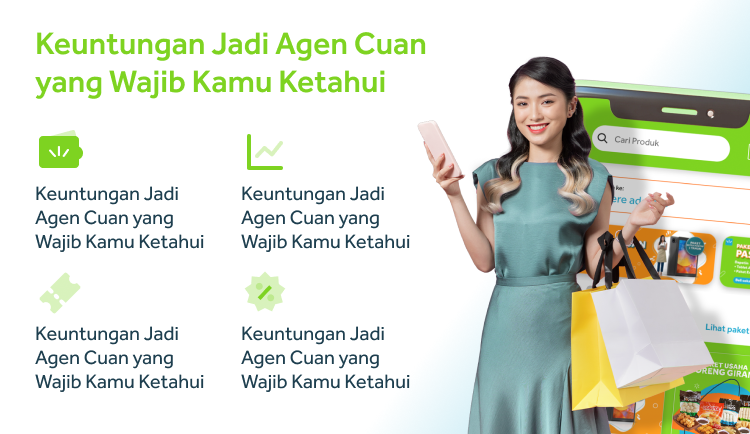 Keuntungan Jadi Agen Cuan
yang Wajib Kamu Ketahui
Keuntungan Jadi
Agen Cuan yang
Wajib Kamu Ketahui
Keuntungan Jadi
Agen Cuan yang
Wajib Kamu Ketahui
Keuntungan Jadi
Agen Cuan yang
Wajib Kamu Ketahui
Keuntungan Jadi
Agen Cuan yang
Wajib Kamu Ketahui
Cari Produk
ke:
Lihat paket
USAHA